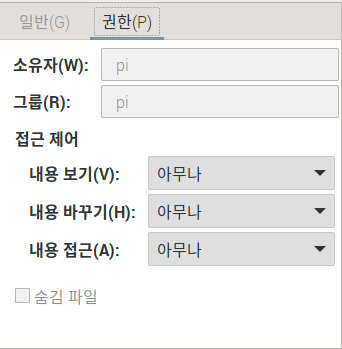 일반(G) 권한(P)
소유자(W): pi
그룹(R): pi
접근 제어
내용 보기(V): 아무나
내용 바꾸기(H): 아무나
내용 접근(A): 아무나
숨김 파일